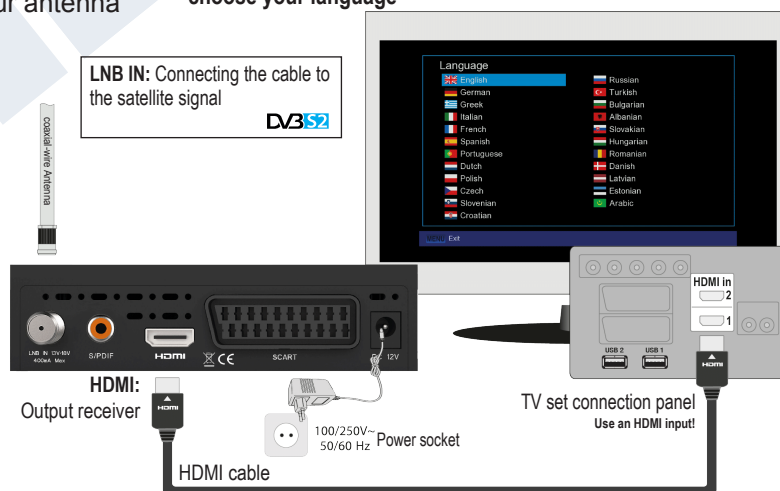 ur antenna
choose your language
LNB IN: Connecting the cable to
the satellite signal
DVB S2
coaxial-wire Antenna
Language
English
German
Greek
Italian
French
Spanish
Portuguese
Dutch
Polish
Czech
Slovenian
Croatian
Russian
Turkish
Bulgarian
Albanian
Slovakian
Hungarian
Romanian
Danish
Latvian
Estonian
Arabic
MENU Exit
HDMI in
2
1
USB 2
USB 1
HDMI
LNB IN
400mA Max
S/PDIF
HDMI
CE
SCART
12V
HDMI:
Output receiver
HDMI
100/250V~
50/60 Hz
Power socket
HDMI cable
TV set connection panel
Use an HDMI input!